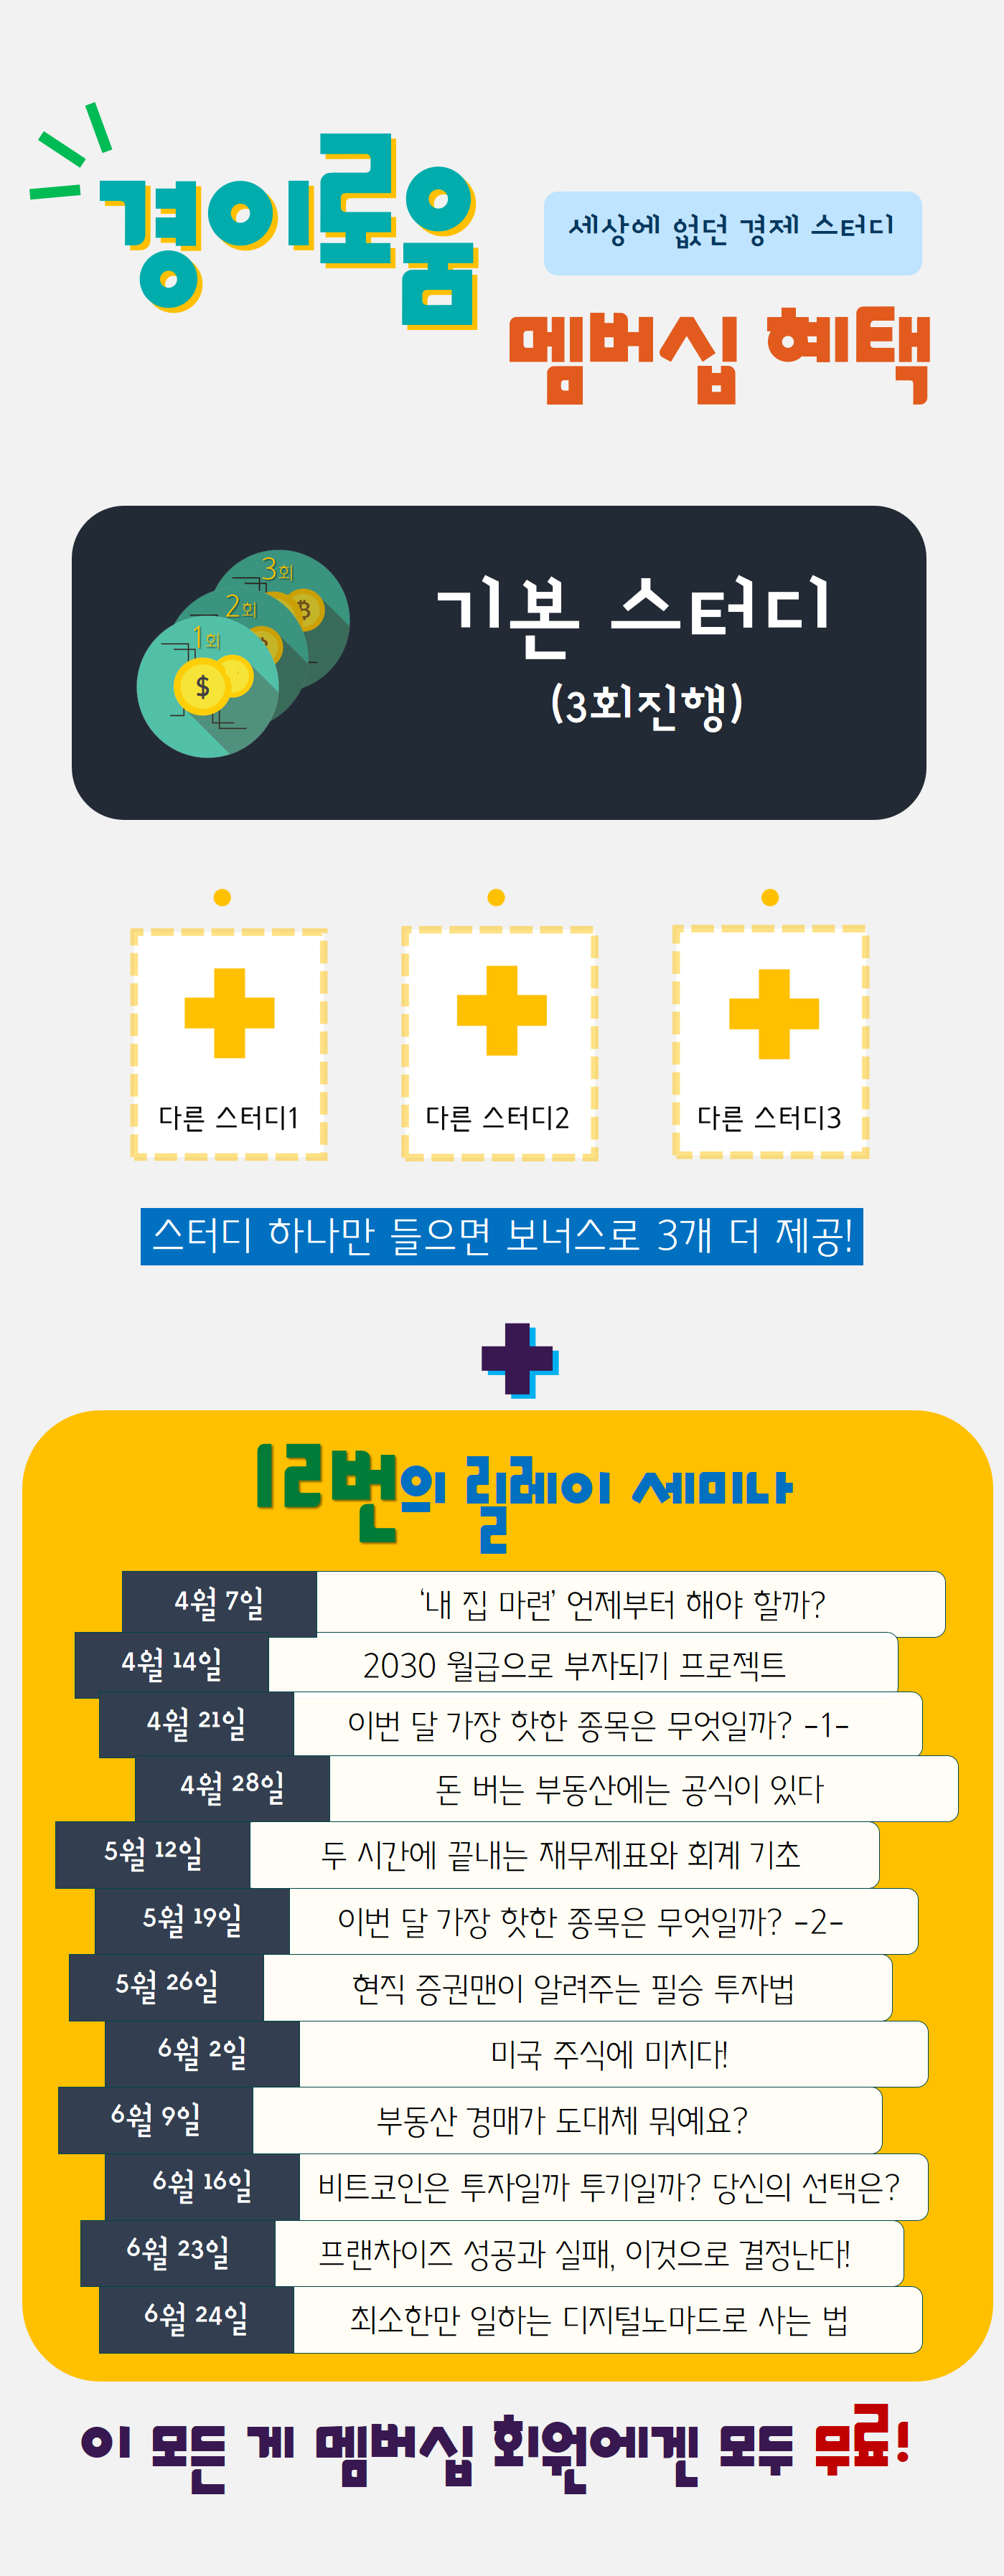 경이로움
세상에 없던 경제 스터디
멤버십 혜택
3회
2회
1회
기본 스터디
(3회진행)
다른 스터디1
다른 스터디2
다른 스터디3
스터디 하나만 들으면 보너스로 3개 더 제공!
12번의 릴레이 세미나
4월 7일 ‘내 집 마련’ 언제부터 해야 할까?
4월 14일 2030 월급으로 부자되기 프로젝트
4월 21일 이번 달 가장 핫한 종목은 무엇일까? -1-
4월 28일 돈 버는 부동산에는 공식이 있다
5월 12일 두 시간에 끝내는 재무제표와 회계 기초
5월 19일 이번 달 가장 핫한 종목은 무엇일까? -2-
5월 26일 현직 증권맨이 알려주는 필승 투자법
6월 2일 미국 주식에 미치다!
6월 9일 부동산 경매가 도대체 뭐예요?
6월 16일 비트코인은 투자일까 투기일까? 당신의 선택은?
6월 23일 프랜차이즈 성공과 실패, 이것으로 결정난다!
6월 24일 최소한만 일하는 디지털노마드로 사는 법
이 모든 게 멤버십 회원에겐 모두 무료!